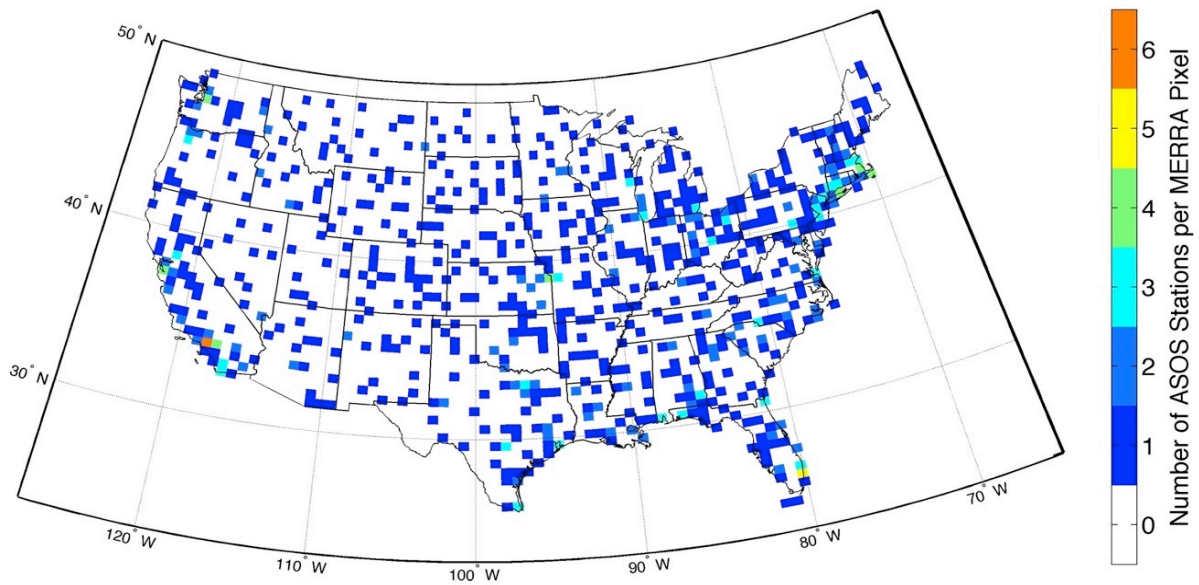 50° N
40° N
30° N
120° W
110° W
100° W
90° W
80° W
70° W
6
5
4
3
2
1
0
Number of ASOS Stations per MERRA Pixel